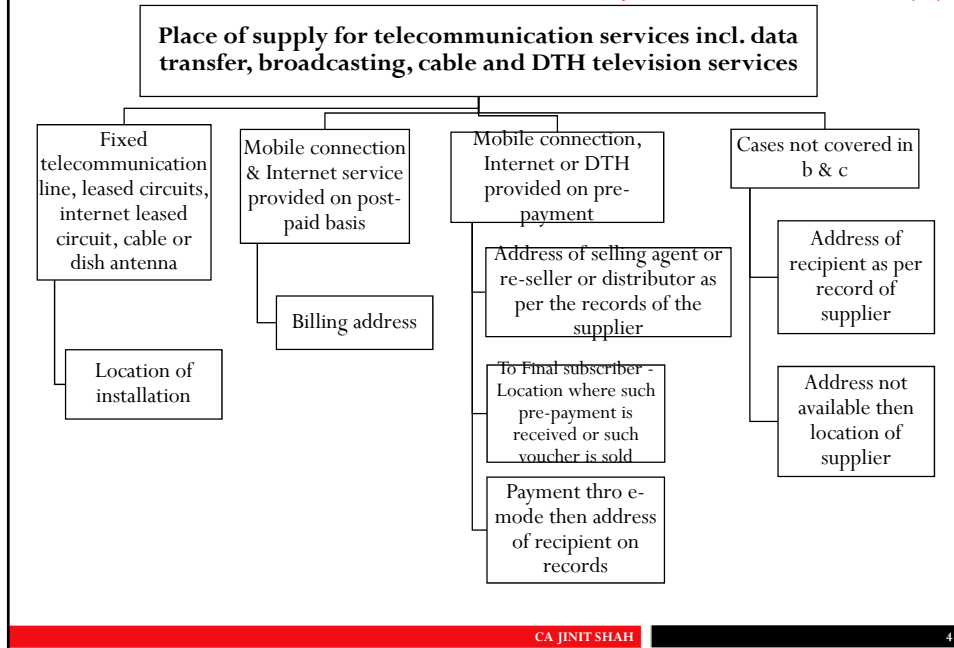 Place of supply for telecommunication services incl. data
transfer, broadcasting, cable and DTH television services
Fixed
telecommunication
line, leased circuits,
internet leased
circuit, cable or
dish antenna
Location of
installation
Mobile connection
& Internet service
provided on post-
paid basis
Billing address
Mobile connection,
Internet or DTH
provided on pre-
payment
Address of selling agent or
re-seller or distributor as
per the records of the
supplier
To Final subscriber -
Location where such
pre-payment is
received or such
voucher is sold
Payment thro e-
mode then address
of recipient on
records
Cases not covered in
b & c
Address of
recipient as per
record of
supplier
Address not
available then
location of
supplier
CA JINIT SHAH
4